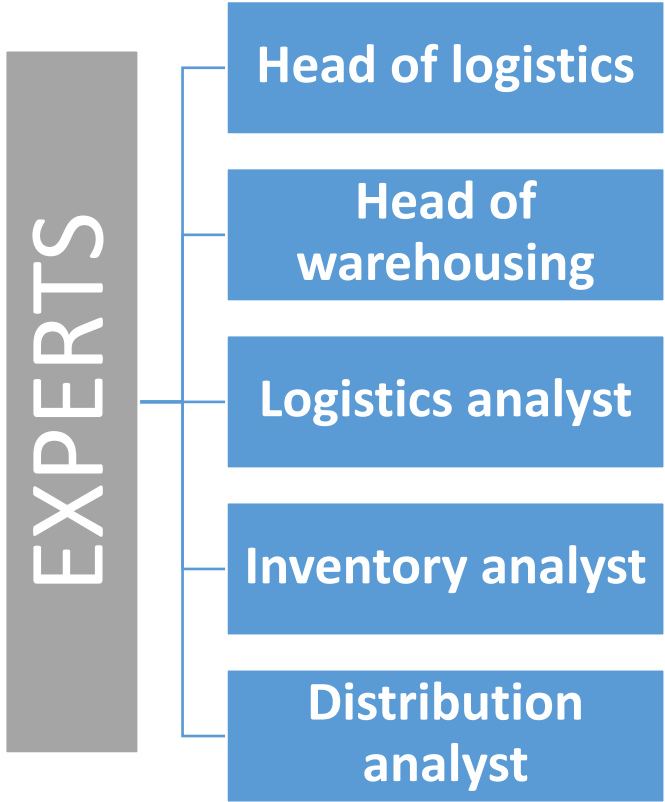 EXPERTS
Head of logistics
Head of
warehousing
Logistics analyst
Inventory analyst
Distribution
analyst